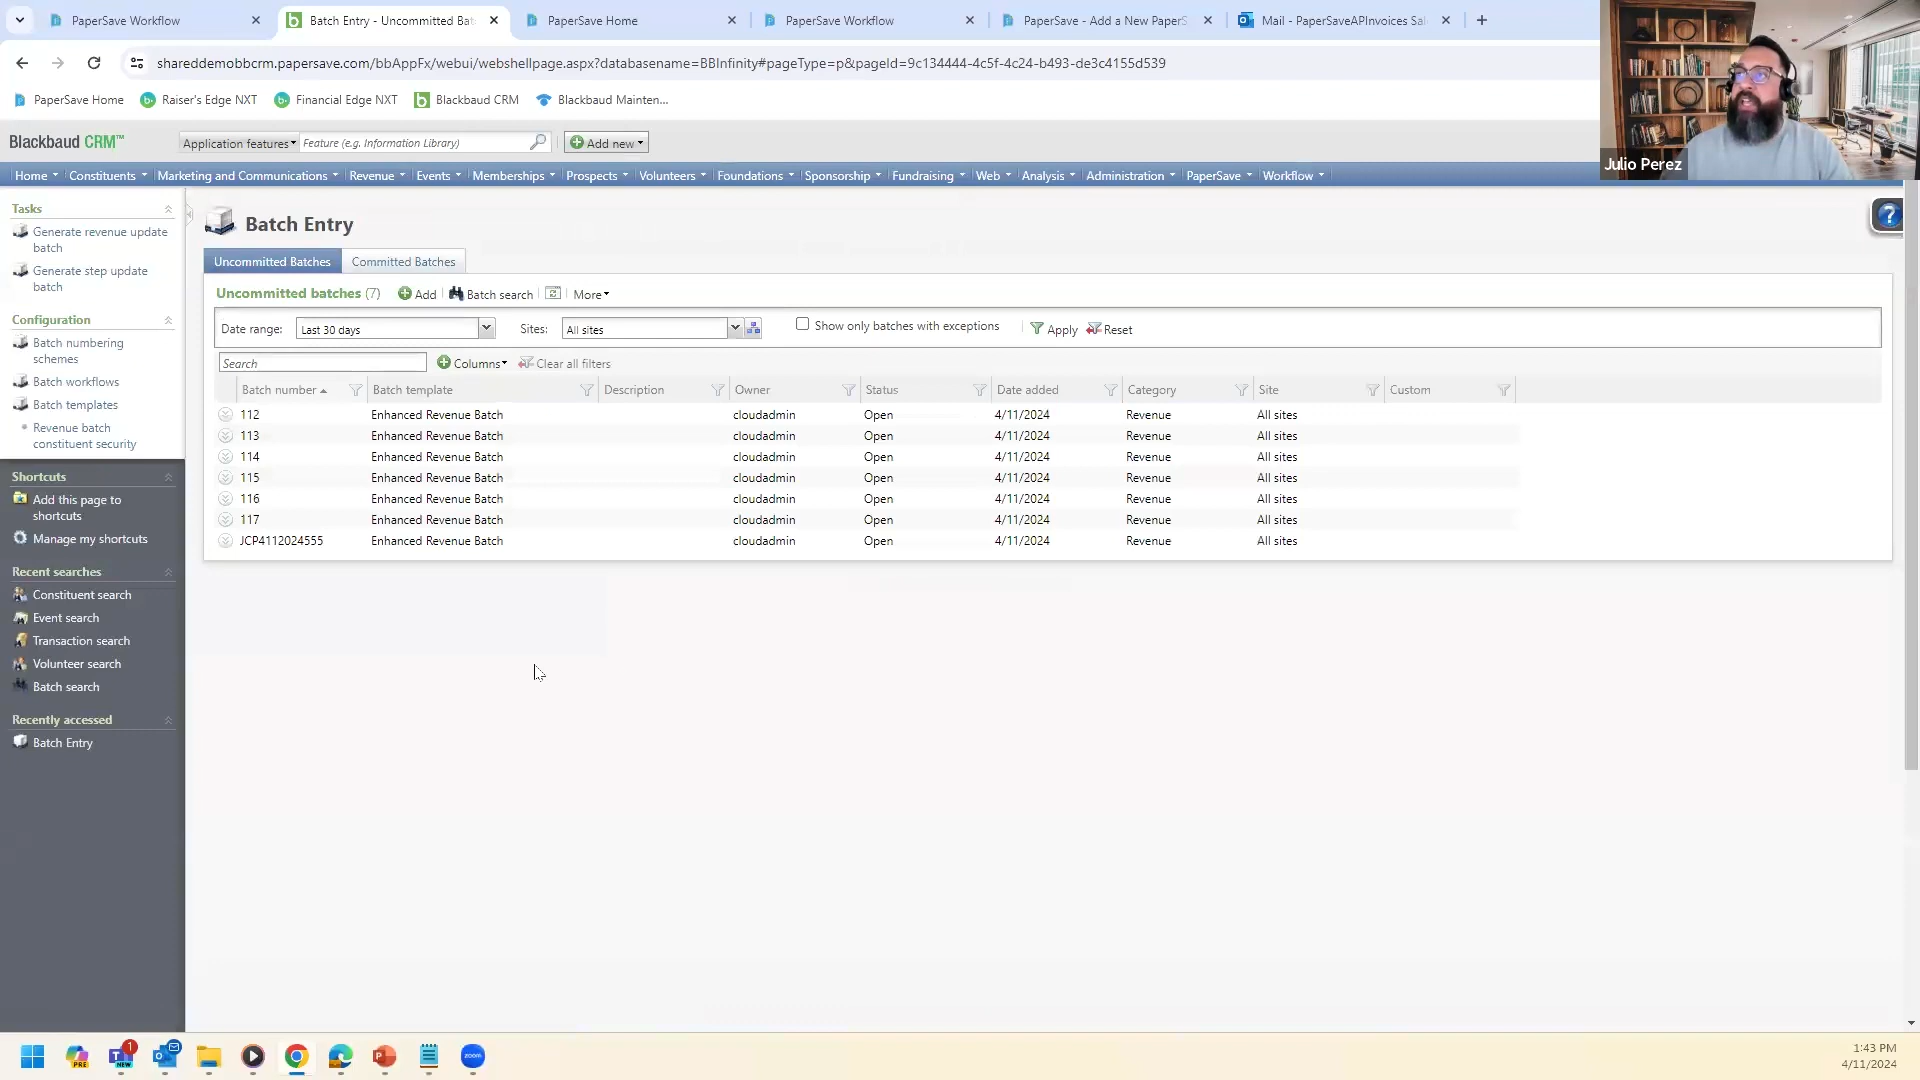 PaperSave Workflow
Batch Entry - Uncommitted Bat
PaperSave Home
PaperSave Workflow
PaperSave - Add a New PaperS
Mail - PaperSaveAPInvoices Sal
shareddemobbcrm.papersave.com/bbAppFx/webui/webshellpage.aspx?databasename=BBInfinity#pageType=p&pageId=9c134444-4c5f-4c24-b493-de3c4155d539
PaperSave Home Raiser's Edge NXT Financial Edge NXT Blackbaud CRM Blackbaud Mainten...
Julio Perez
Blackbaud CRM™ Application features Feature (e.g. Information Library) Add new
Home Constituents Marketing and Communications Revenue Events Memberships Prospects Volunteers Foundations Sponsorship Fundraising Web Analysis Administration PaperSave Workflow
Tasks
Generate revenue update
batch
Generate step update
batch
Configuration
Batch numbering
schemes
Batch workflows
Batch templates
Revenue batch
constituent security
Shortcuts
Add this page to
shortcuts
Manage my shortcuts
Recent searches
Constituent search
Event search
Transaction search
Volunteer search
Batch search
Recently accessed
Batch Entry
Batch Entry
Uncommitted Batches Committed Batches
Uncommitted batches (7) Add Batch search More
Date range: Last 30 days Sites: All sites Show only batches with exceptions Apply Reset
Search Columns Clear all filters
Batch number Batch template Description Owner Status Date added Category Site Custom
112 Enhanced Revenue Batch cloudadmin Open 4/11/2024 Revenue All sites
113 Enhanced Revenue Batch cloudadmin Open 4/11/2024 Revenue All sites
114 Enhanced Revenue Batch cloudadmin Open 4/11/2024 Revenue All sites
115 Enhanced Revenue Batch cloudadmin Open 4/11/2024 Revenue All sites
116 Enhanced Revenue Batch cloudadmin Open 4/11/2024 Revenue All sites
117 Enhanced Revenue Batch cloudadmin Open 4/11/2024 Revenue All sites
JCP4112024555 Enhanced Revenue Batch cloudadmin Open 4/11/2024 Revenue All sites
PRE
NEW
1
zoom
1:43 PM
4/11/2024